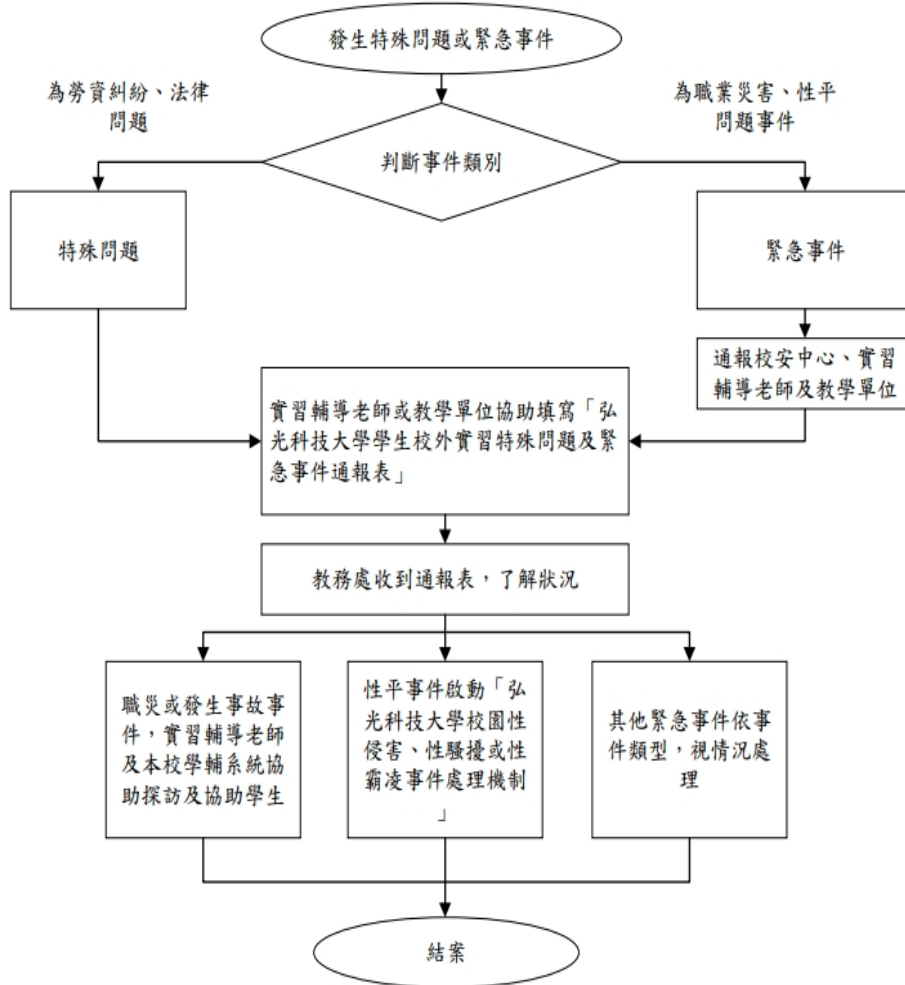 發生特殊問題或緊急事件
為勞資糾紛、法律
問題
為職業災害、性平
問題事件
判斷事件類別
特殊問題
緊急事件
通報校安中心、實習
輔導老師及教學單位
實習輔導老師或教學單位協助填寫「弘
光科技大學學生校外實習特殊問題及緊
急事件通報表」
教務處收到通報表，了解狀況
職災或發生事故事
件，實習輔導老師
及本校學輔系統協
助探訪及協助學生
性平事件啟動「弘
光科技大學校園性
侵害、性騷擾或性
霸凌事件處理機制
」
其他緊急事件依事
件類型，視情況處
理
結案